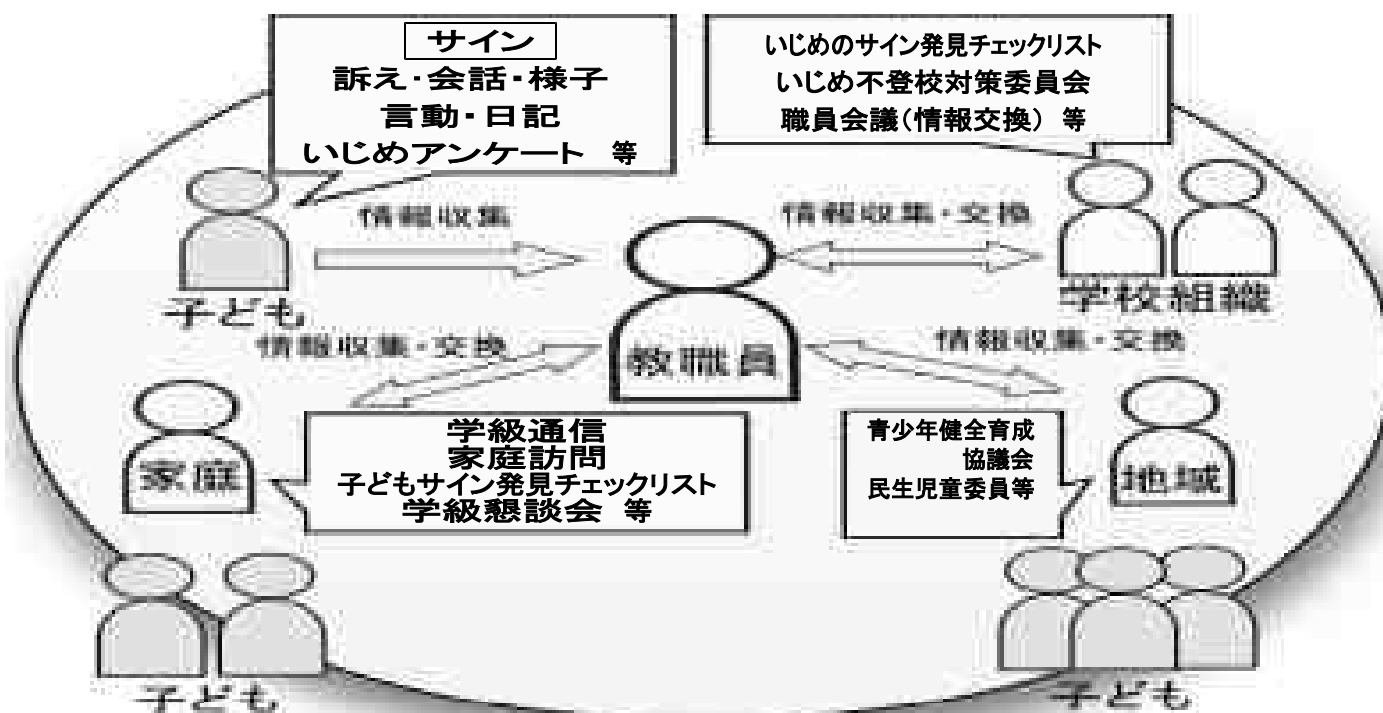 サイン
訴え・会話・様子
言動・日記
いじめアンケート 等
いじめのサイン発見チェックリスト
いじめ不登校対策委員会
職員会議(情報交換) 等
情報収集
情報収集・交換
子ども
学校組織
教職員
情報収集・交換
情報収集・交換
家庭
学級通信
家庭訪問
子どもサイン発見チェックリスト
学級懇談会 等
青少年健全育成
協議会
民生児童委員等
地域
子ども
子ども